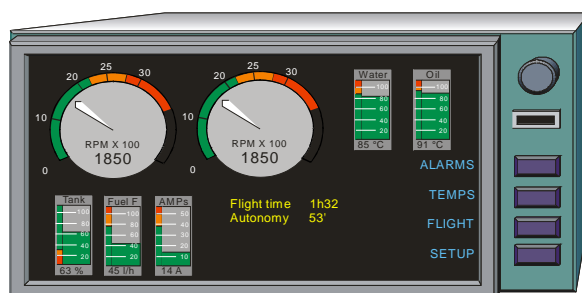 0
10
20
25
30
RPM X 100
1850
0
10
20
25
30
RPM X 100
1850
Water
100
80
60
40
20
85 °C
Oil
100
80
60
40
20
91 °C
ALARMS
TEMPS
FLIGHT
SETUP
Flight time 1h32
Autonomy 53'
Tank
100
80
60
40
20
63 %
Fuel F
100
80
60
40
20
45 l/h
AMPs
50
40
30
20
10
14 A